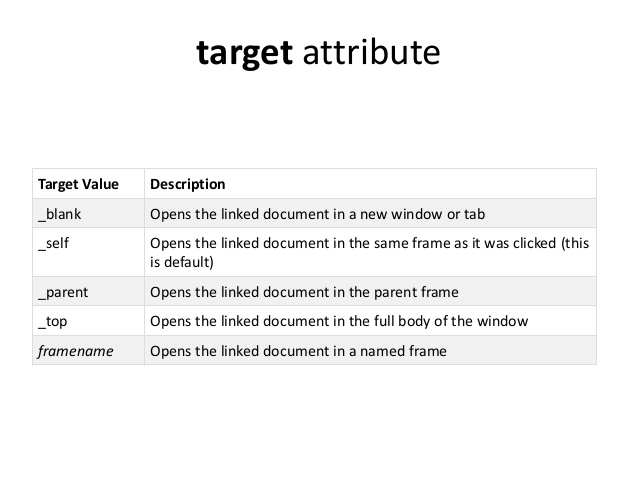 target attribute
Target Value Description
_blank Opens the linked document in a new window or tab
_self Opens the linked document in the same frame as it was clicked (this
is default)
_parent Opens the linked document in the parent frame
_top Opens the linked document in the full body of the window
framename Opens the linked document in a named frame